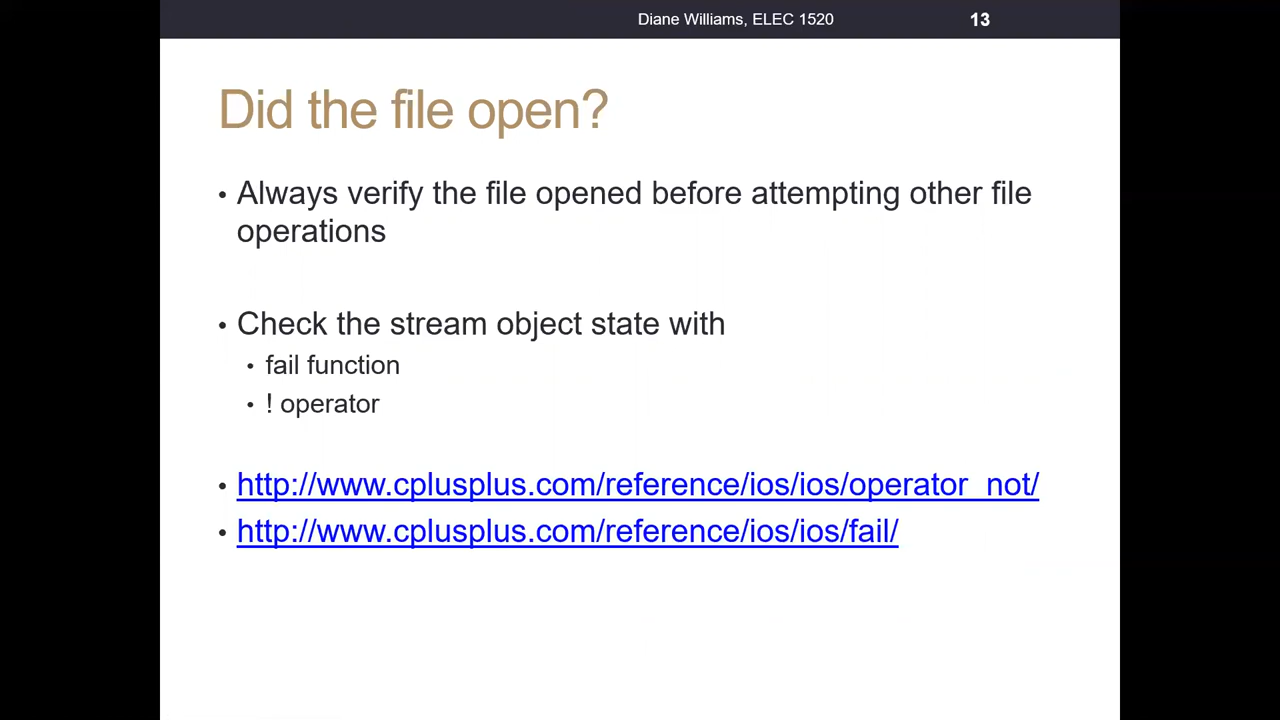 Diane Williams, ELEC 1520 13
Did the file open?
• Always verify the file opened before attempting other file
operations
• Check the stream object state with
• fail function
• ! operator
• http://www.cplusplus.com/reference/ios/ios/operator_not/
• http://www.cplusplus.com/reference/ios/ios/fail/